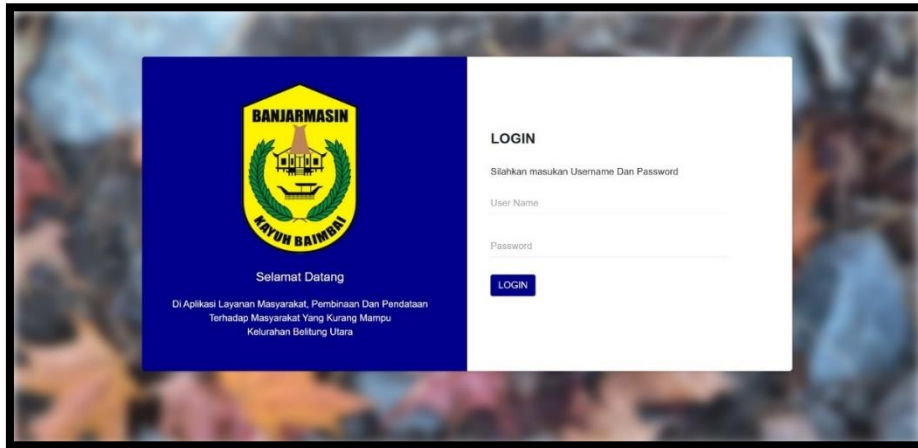 BANJARMASIN
KAYUH BAIMBAI
Selamat Datang
Di Aplikasi Layanan Masyarakat, Pembinaan Dan Pendataan
Terhadap Masyarakat Yang Kurang Mampu
Kelurahan Belitung Utara
LOGIN
Silahkan masukan Username Dan Password
User Name
Password
LOGIN